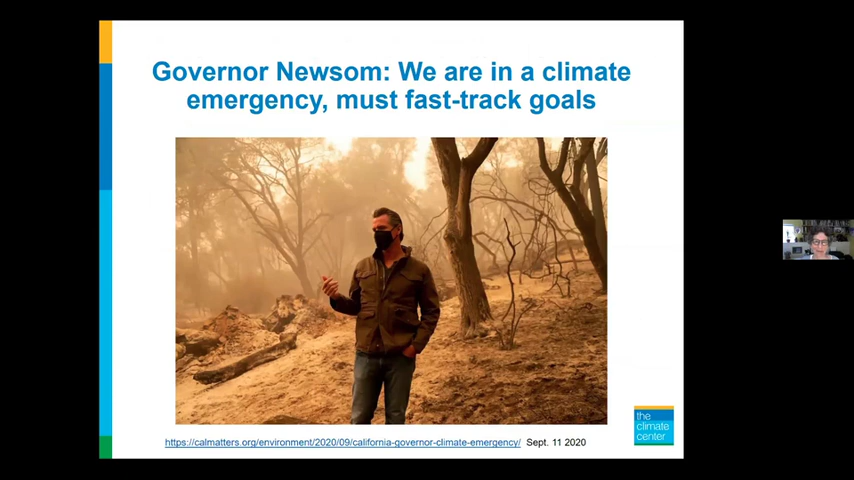 Governor Newsom: We are in a climate
emergency, must fast-track goals
https://calmatters.org/environment/2020/09/california-governor-climate-emergency/ Sept. 11 2020
the
climate
center